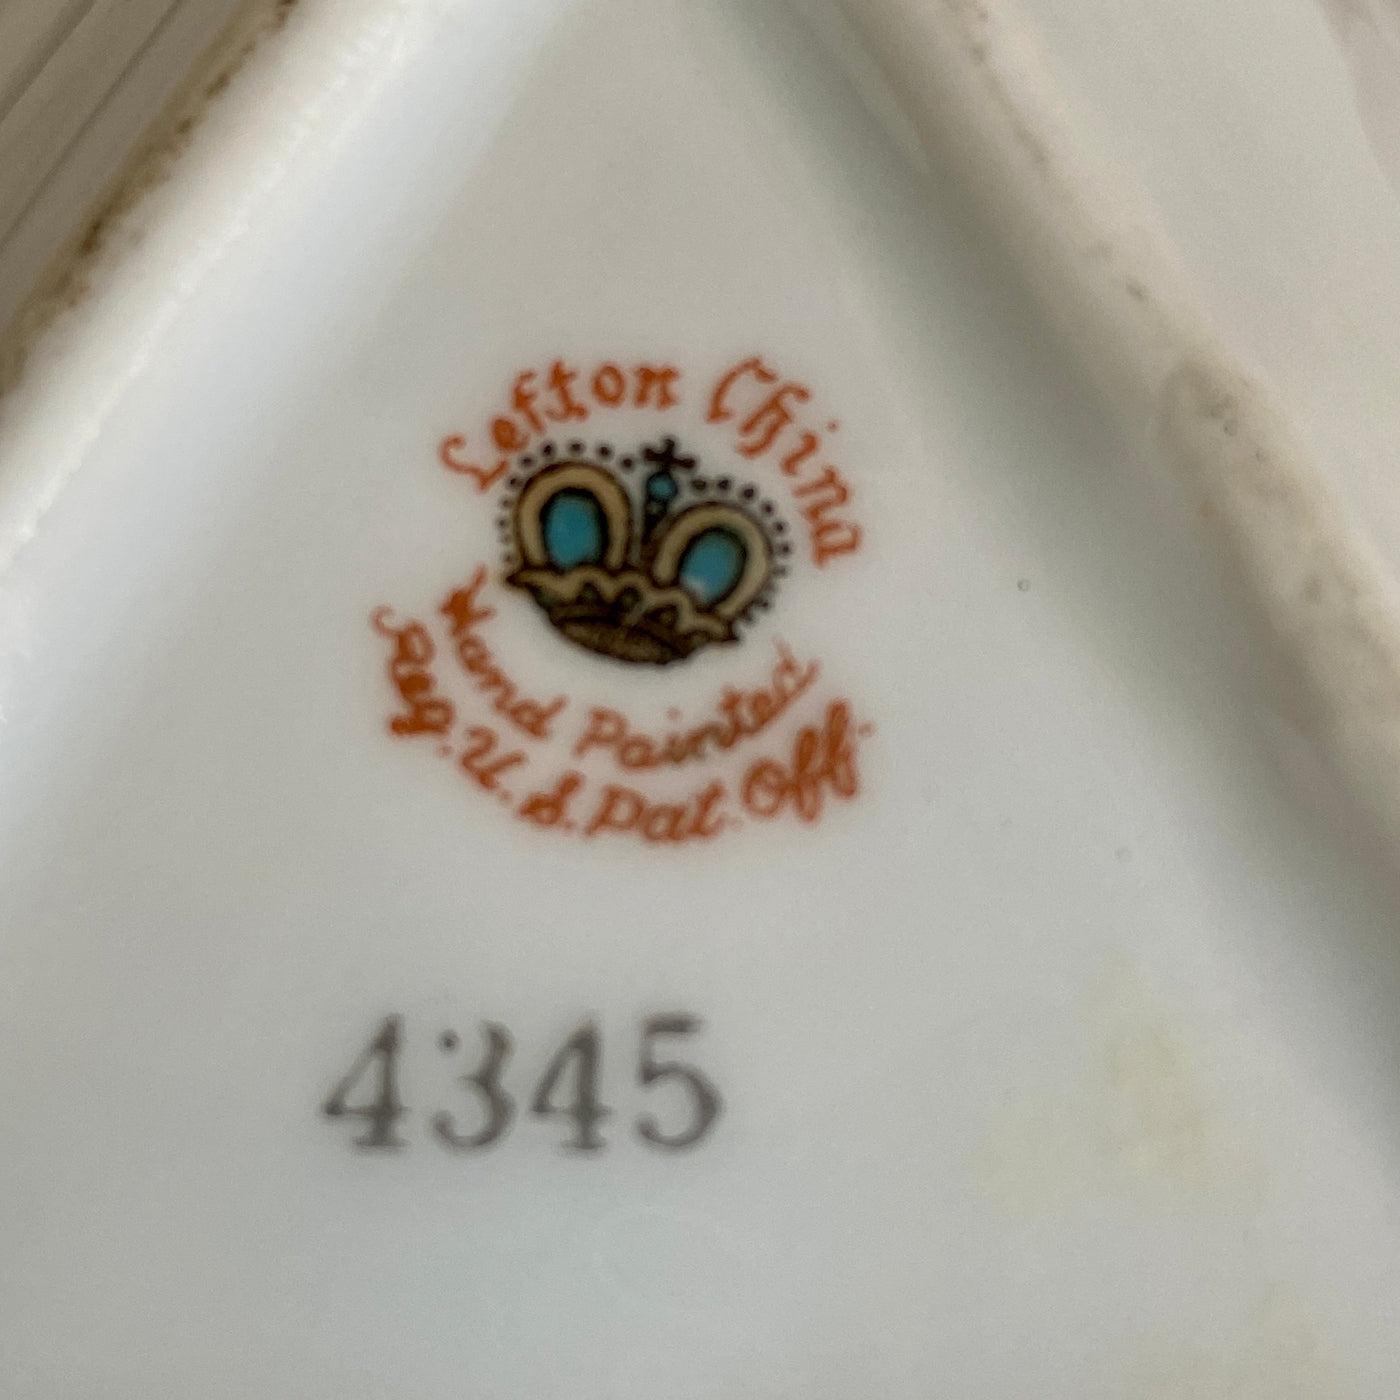 Lefton China
Hand Painted
Reg. U. S. Pat. Off.
4345